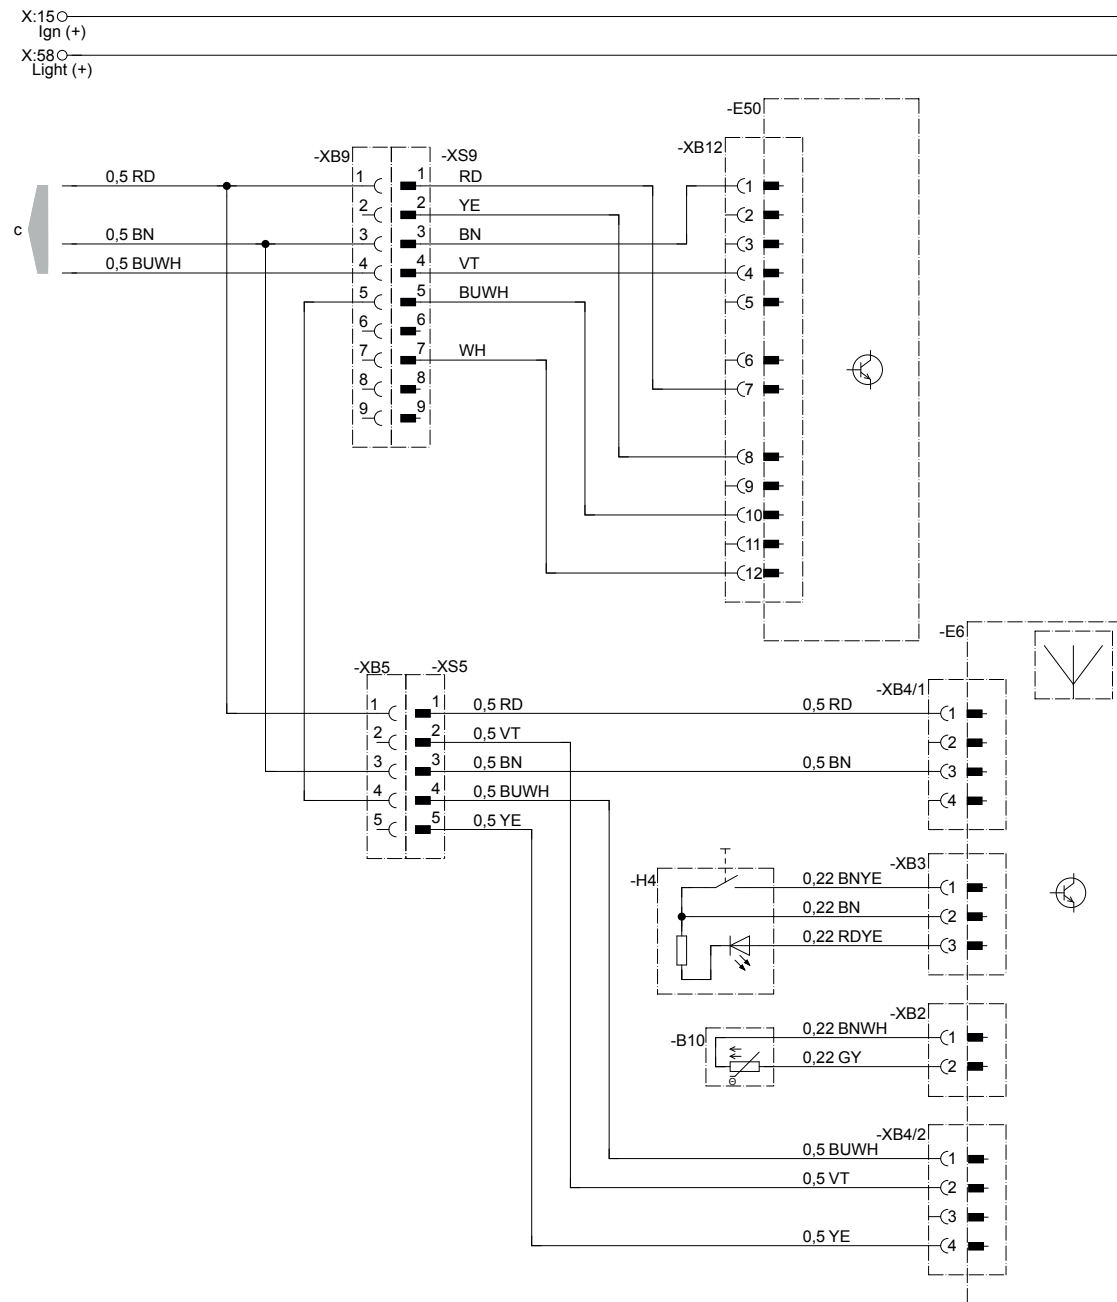 X:15
Ign (+)
X:58
Light (+)
-E50
-XB12
-XB9 -XS9
0,5 RD 1 1 RD 1
2 2 YE 2
c 0,5 BN 3 3 BN 3
0,5 BUWH 4 4 VT 4
5 5 BUWH 5
6 6
7 7 WH 6
8 8 7
9 9
8
9
10
11
12
-E6
-XB5 -XS5
-XB4/1
1 1 0,5 RD 0,5 RD 1
2 2 0,5 VT 2
3 3 0,5 BN 0,5 BN 3
4 4 0,5 BUWH 4
5 5 0,5 YE
-XB3
-H4 0,22 BNYE 1
0,22 BN 2
0,22 RDYE 3
-XB2
-B10 0,22 BNWH 1
0,22 GY 2
-XB4/2
0,5 BUWH 1
0,5 VT 2
3
0,5 YE 4